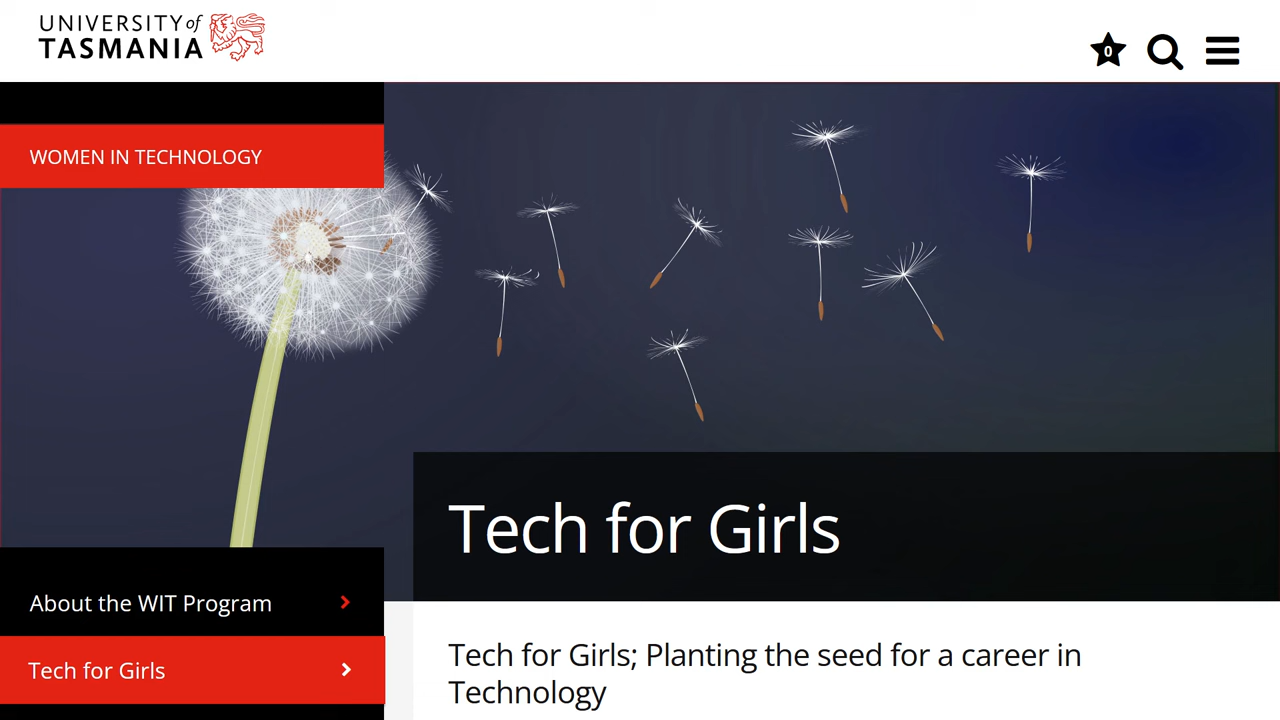 UNIVERSITY of
TASMANIA
0
WOMEN IN TECHNOLOGY
Tech for Girls
About the WIT Program
Tech for Girls
Tech for Girls; Planting the seed for a career in
Technology